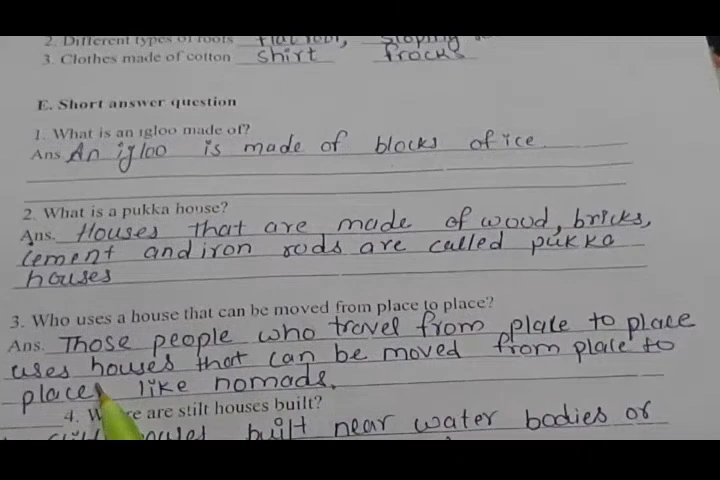 2. Different types of roofs flat roof, sloping
3. Clothes made of cotton shirt frocks
E. Short answer question
1. What is an igloo made of?
Ans An igloo is made of blocks of ice
2. What is a pukka house?
Ans. Houses that are made of wood, bricks,
cement and iron rods are called pukka
houses
3. Who uses a house that can be moved from place to place?
Ans. Those people who travel from place to place
uses houses that can be moved from place to
place like nomads.
4. are stilt houses built?
built near water bodies or